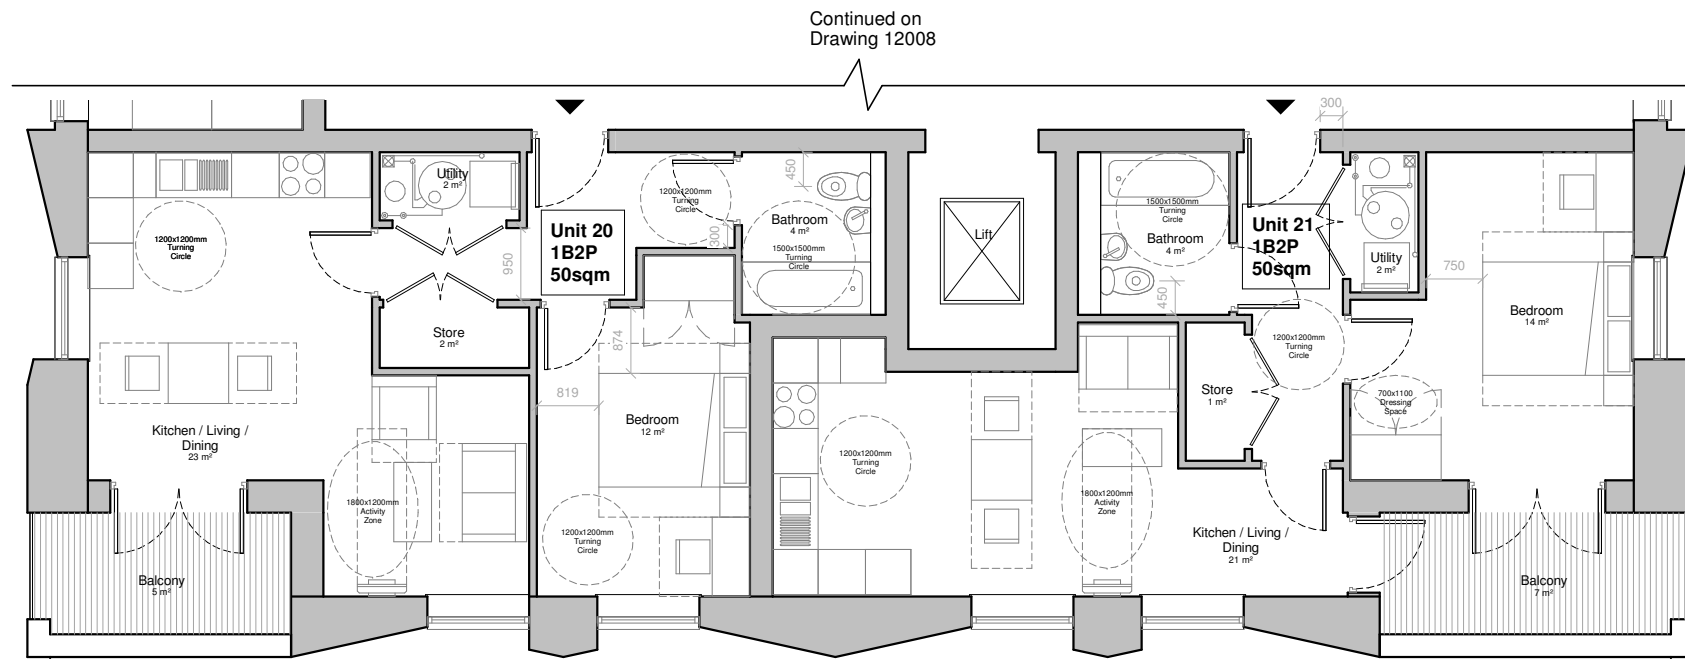 Continued on
Drawing 12008
300
Utility
2 m²
1200x1200mm
Turning
Circle
450
Bathroom
4 m²
1500x1500mm
Turning
Circle
300
Unit 20
1B2P
50sqm
950
1200x1200mm
Turning
Circle
Store
2 m²
874
819
Bedroom
12 m²
Kitchen / Living /
Dining
23 m²
1800x1200mm
Activity
Zone
1200x1200mm
Turning
Circle
Balcony
5 m²
Lift
1500x1500mm
Turning
Circle
Bathroom
4 m²
450
Unit 21
1B2P
50sqm
Utility
2 m²
750
Bedroom
14 m²
1200x1200mm
Turning
Circle
Store
1 m²
700x1100
Dressing
Space
1200x1200mm
Turning
Circle
1800x1200mm
Activity
Zone
Kitchen / Living /
Dining
21 m²
Balcony
7 m²